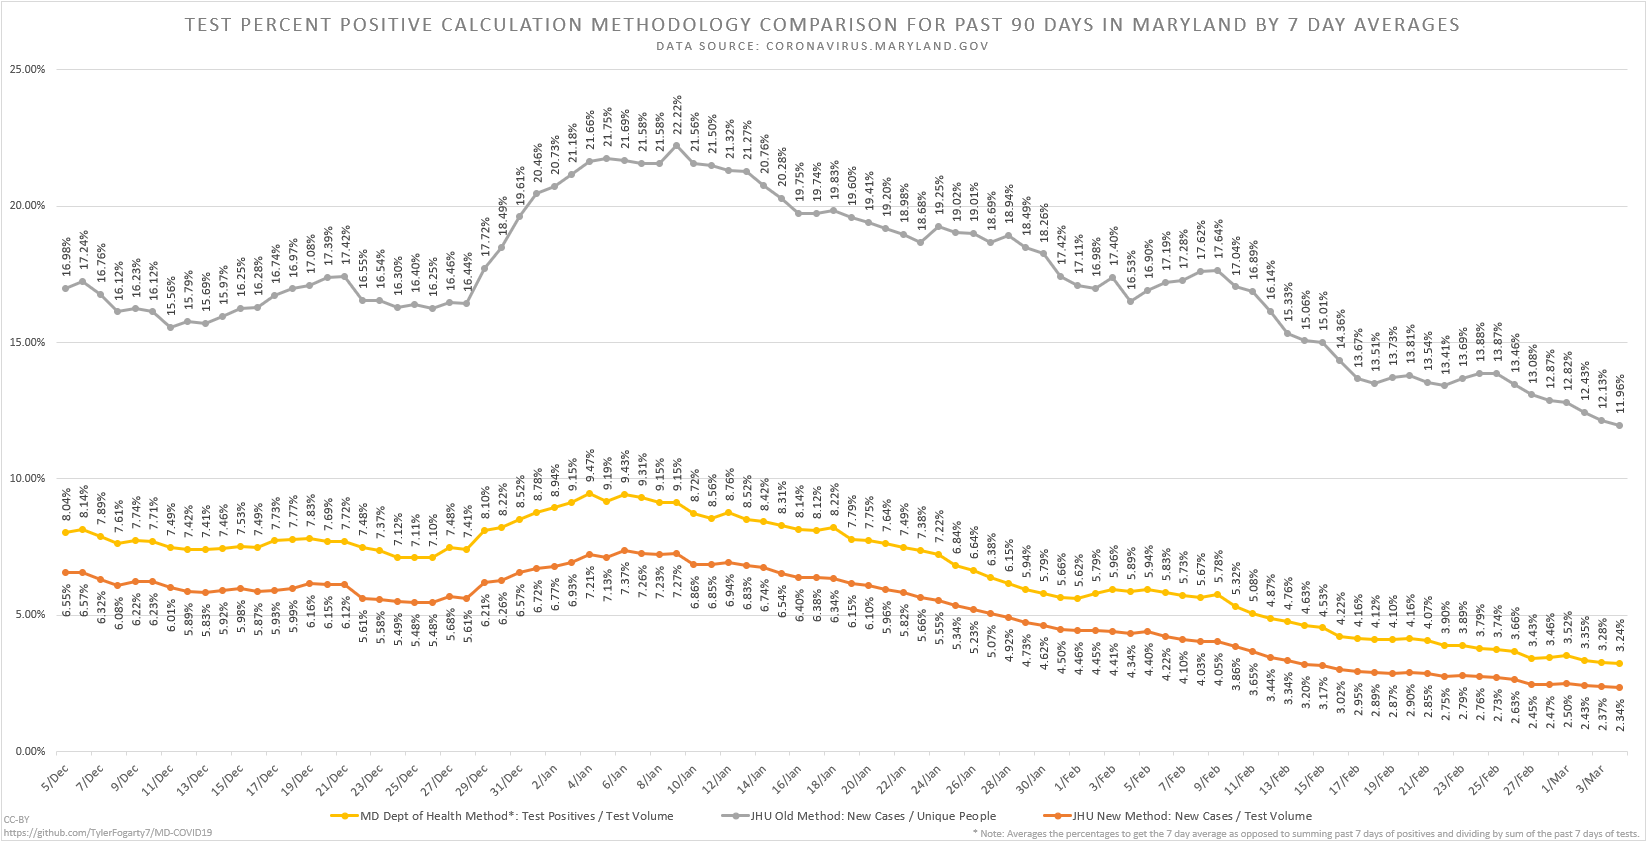 TEST PERCENT POSITIVE CALCULATION METHODOLOGY COMPARISON FOR PAST 90 DAYS IN MARYLAND BY 7 DAY AVERAGES
DATA SOURCE: CORONAVIRUS.MARYLAND.GOV
25.00%
20.00%
15.00%
10.00%
5.00%
0.00%
16.98% 17.24% 16.76% 16.12% 16.23% 16.12% 15.56% 15.79% 15.69% 15.97% 16.25% 16.28% 16.74% 16.97% 17.08% 17.39% 17.42% 16.55% 16.54% 16.30% 16.40% 16.25% 16.46% 16.44% 17.72% 18.49% 19.61% 20.46% 20.73% 21.18% 21.66% 21.75% 21.69% 21.58% 21.58% 22.22% 21.56% 21.50% 21.32% 21.27% 20.76% 20.28% 19.75% 19.74% 19.83% 19.60% 19.41% 19.20% 18.98% 18.68% 19.25% 19.02% 19.01% 18.69% 18.94% 18.49% 18.26% 17.42% 17.11% 16.98% 17.40% 16.53% 16.90% 17.19% 17.28% 17.62% 17.64% 17.04% 16.89% 16.14% 15.33% 15.06% 15.01% 14.36% 13.67% 13.51% 13.73% 13.81% 13.54% 13.41% 13.69% 13.88% 13.87% 13.46% 13.08% 12.87% 12.82% 12.43% 12.13% 11.96%
8.04% 8.14% 7.89% 7.61% 7.74% 7.71% 7.49% 7.42% 7.41% 7.46% 7.53% 7.49% 7.73% 7.77% 7.83% 7.69% 7.72% 7.48% 7.37% 7.12% 7.11% 7.10% 7.48% 7.41% 8.10% 8.22% 8.52% 8.78% 8.94% 9.15% 9.47% 9.19% 9.43% 9.31% 9.15% 9.15% 8.72% 8.56% 8.76% 8.52% 8.42% 8.31% 8.14% 8.12% 8.22% 7.79% 7.75% 7.64% 7.49% 7.38% 7.22% 6.84% 6.64% 6.38% 6.15% 5.94% 5.79% 5.66% 5.62% 5.79% 5.96% 5.89% 5.94% 5.83% 5.73% 5.67% 5.78% 5.32% 5.08% 4.87% 4.76% 4.63% 4.53% 4.22% 4.16% 4.12% 4.10% 4.16% 4.07% 3.90% 3.89% 3.79% 3.74% 3.66% 3.43% 3.46% 3.52% 3.35% 3.28% 3.24%
6.55% 6.57% 6.32% 6.08% 6.22% 6.23% 6.01% 5.89% 5.83% 5.92% 5.98% 5.87% 5.93% 5.99% 6.16% 6.15% 6.12% 5.61% 5.58% 5.49% 5.48% 5.48% 5.68% 5.61% 6.21% 6.26% 6.57% 6.72% 6.77% 6.93% 7.21% 7.13% 7.37% 7.26% 7.23% 7.27% 6.86% 6.85% 6.94% 6.83% 6.74% 6.54% 6.40% 6.38% 6.34% 6.15% 6.10% 5.96% 5.82% 5.66% 5.55% 5.34% 5.23% 5.07% 4.92% 4.73% 4.62% 4.50% 4.46% 4.45% 4.41% 4.34% 4.40% 4.22% 4.10% 4.03% 4.05% 3.86% 3.65% 3.44% 3.34% 3.20% 3.17% 3.02% 2.95% 2.89% 2.87% 2.90% 2.85% 2.75% 2.79% 2.76% 2.73% 2.63% 2.45% 2.47% 2.50% 2.43% 2.37% 2.34%
5/Dec 7/Dec 9/Dec 11/Dec 13/Dec 15/Dec 17/Dec 19/Dec 21/Dec 23/Dec 25/Dec 27/Dec 29/Dec 31/Dec 2/Jan 4/Jan 6/Jan 8/Jan 10/Jan 12/Jan 14/Jan 16/Jan 18/Jan 20/Jan 22/Jan 24/Jan 26/Jan 28/Jan 30/Jan 1/Feb 3/Feb 5/Feb 7/Feb 9/Feb 11/Feb 13/Feb 15/Feb 17/Feb 19/Feb 21/Feb 23/Feb 25/Feb 27/Feb 1/Mar 3/Mar
MD Dept of Health Method*: Test Positives / Test Volume
JHU Old Method: New Cases / Unique People
JHU New Method: New Cases / Test Volume
CC-BY
https://github.com/TylerFogarty7/MD-COVID19
* Note: Averages the percentages to get the 7 day average as opposed to summing past 7 days of positives and dividing by sum of the past 7 days of tests.